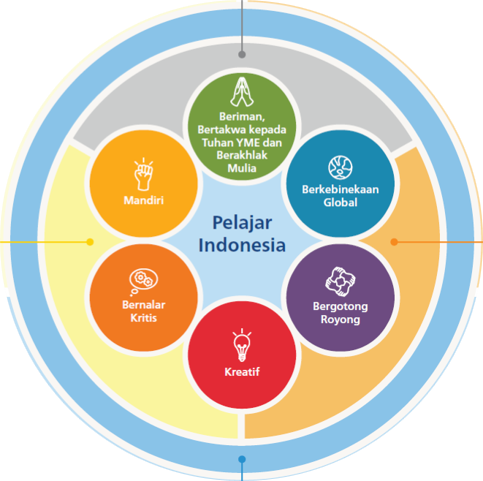 Beriman,
Bertakwa kepada
Tuhan YME dan
Berakhlak
Mulia
Mandiri
Berkebinekaan
Global
Pelajar
Indonesia
Bernalar
Kritis
Bergotong
Royong
Kreatif